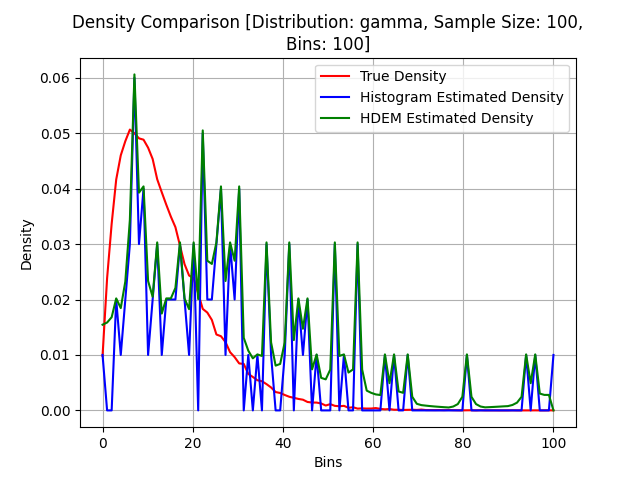 Density Comparison [Distribution: gamma, Sample Size: 100,
Bins: 100]
True Density
Histogram Estimated Density
HDEM Estimated Density
0.06
0.05
0.04
0.03
0.02
0.01
0.00
Density
0
20
40
60
80
100
Bins